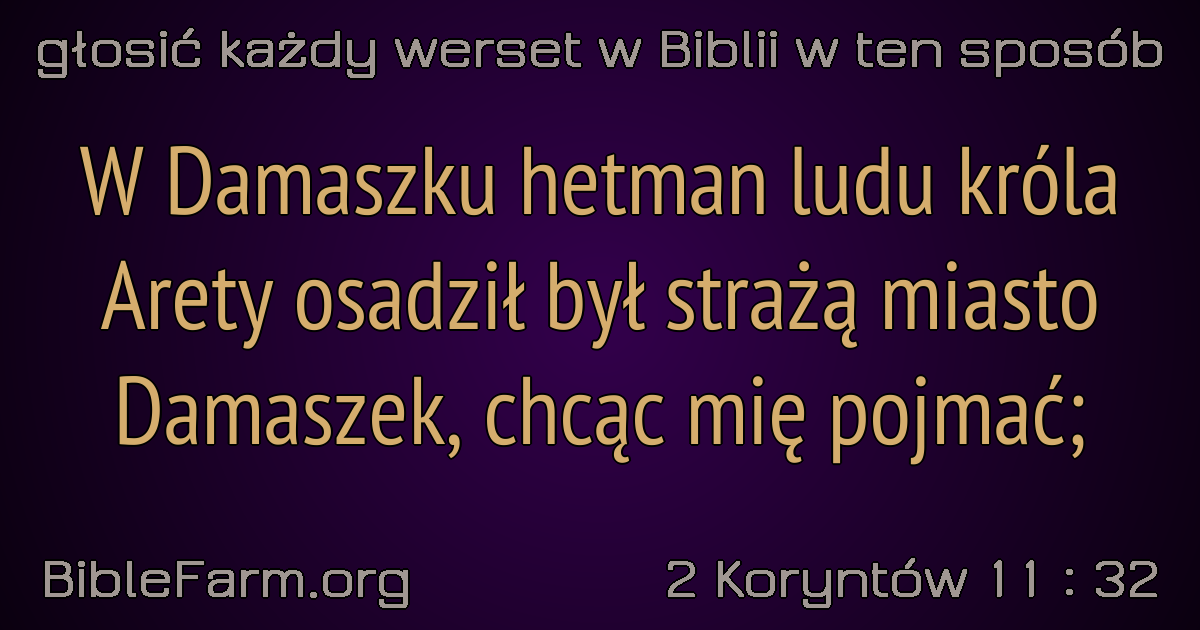 głosić każdy werset w Biblii w ten sposób
W Damaszku hetman ludu króla
Arety osadził był strażą miasto
Damaszek, chcąc mię pojmać;
BibleFarm.org
2 Koryntów 11 : 32